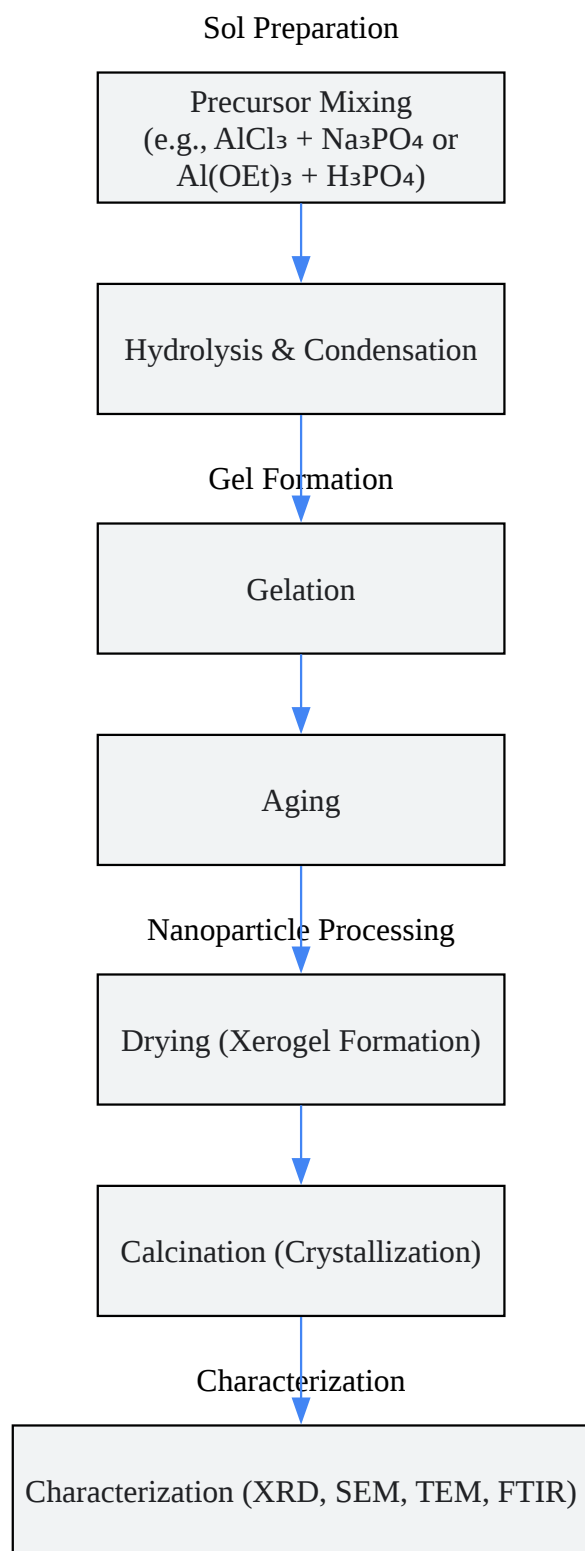 Sol Preparation
Precursor Mixing
(e.g., AlCl₃ + Na₃PO₄ or
Al(OEt)₃ + H₃PO₄)
Hydrolysis & Condensation
Gel Formation
Gelation
Aging
Nanoparticle Processing
Drying (Xerogel Formation)
Calcination (Crystallization)
Characterization
Characterization (XRD, SEM, TEM, FTIR)